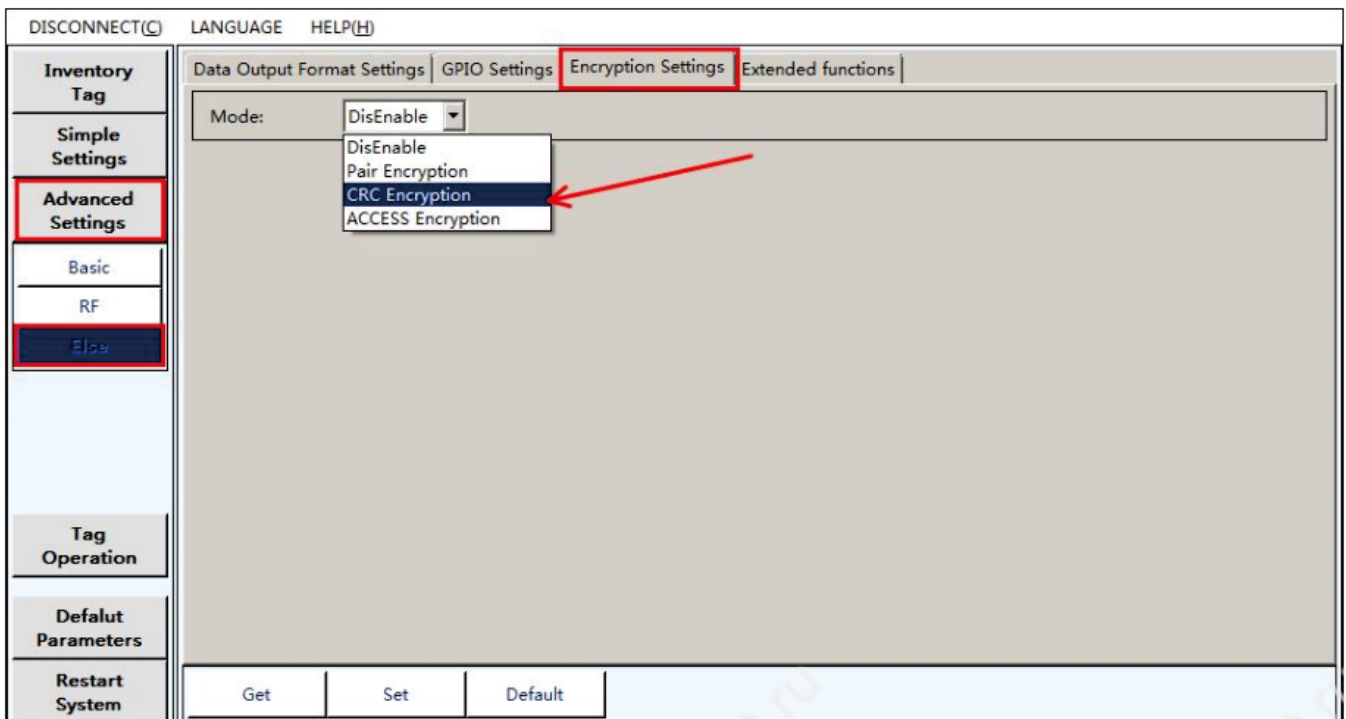 DISCONNECT(C) LANGUAGE HELP(H)
Inventory
Tag
Simple
Settings
Advanced
Settings
Basic
RF
Else
Tag
Operation
Defalut
Parameters
Restart
System
Data Output Format Settings GPIO Settings Encryption Settings Extended functions
Mode: DisEnable
DisEnable
Pair Encryption
CRC Encryption
ACCESS Encryption
Get Set Default